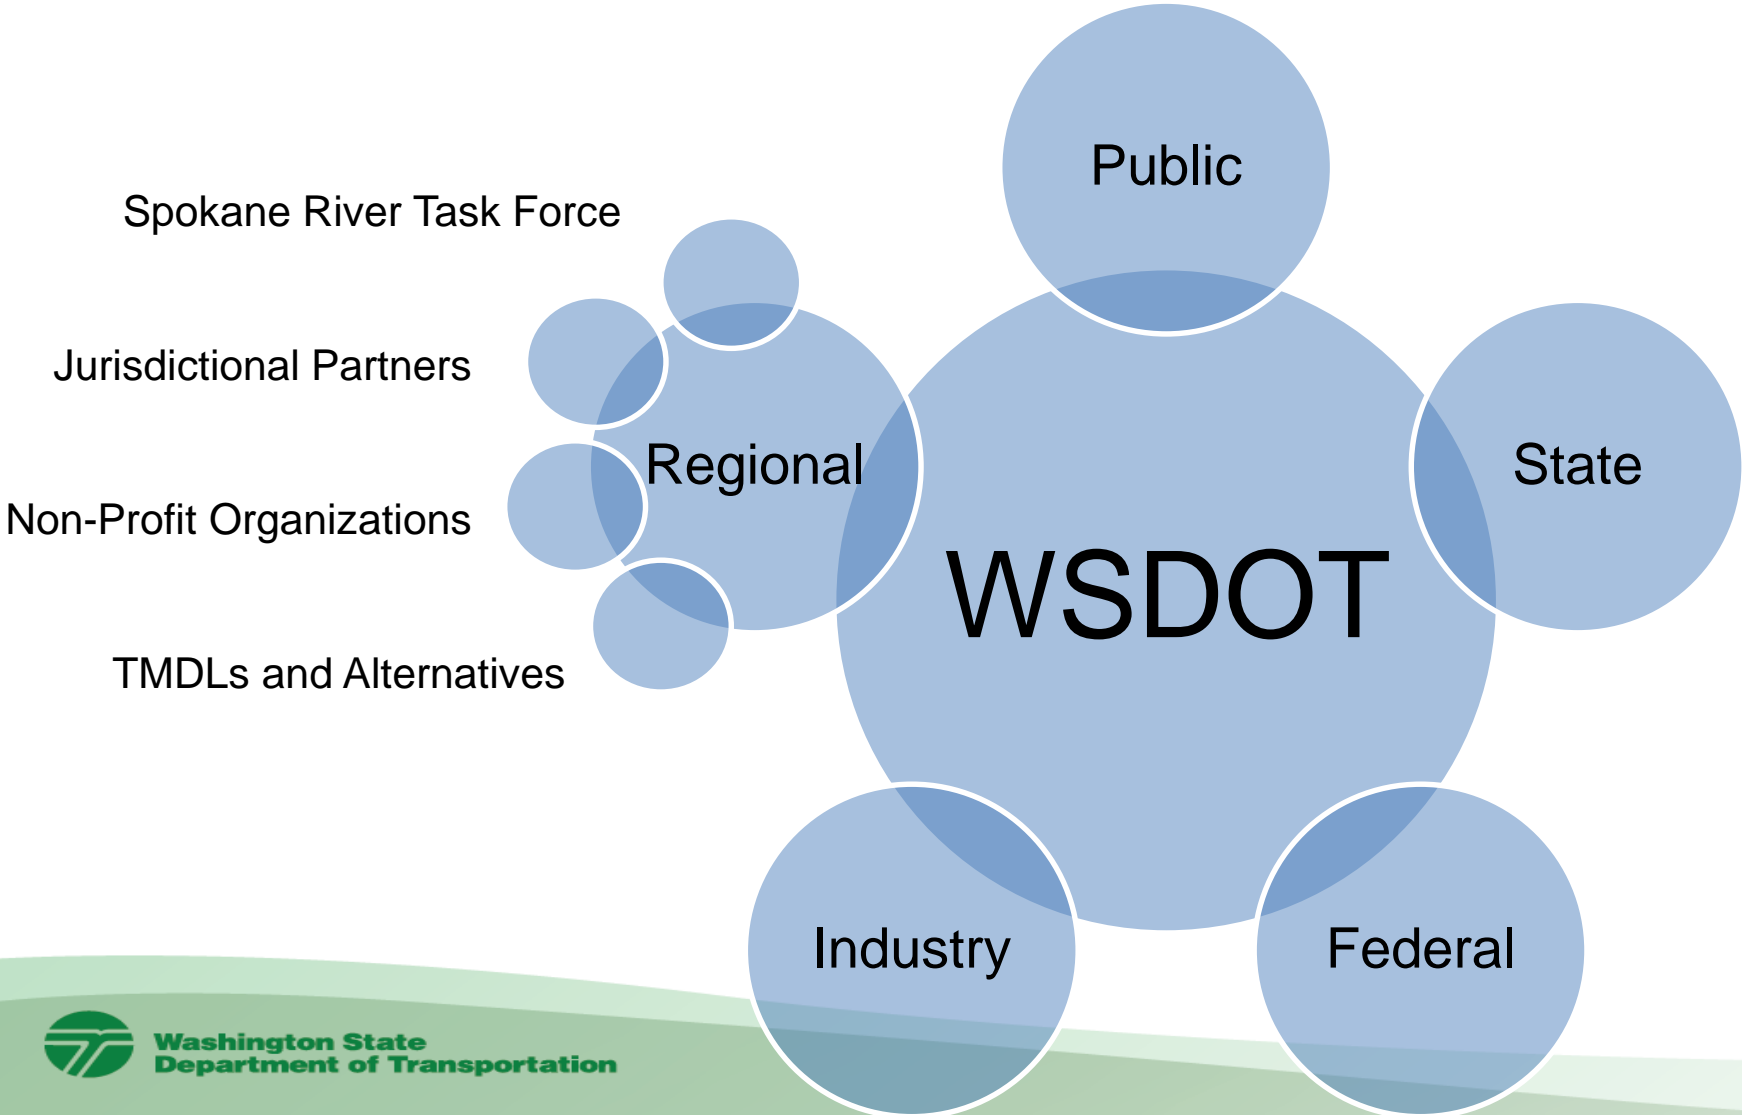 Public
Spokane River Task Force
Jurisdictional Partners
Regional
State
Non-Profit Organizations
WSDOT
TMDLs and Alternatives
Industry
Federal
Washington State
Department of Transportation